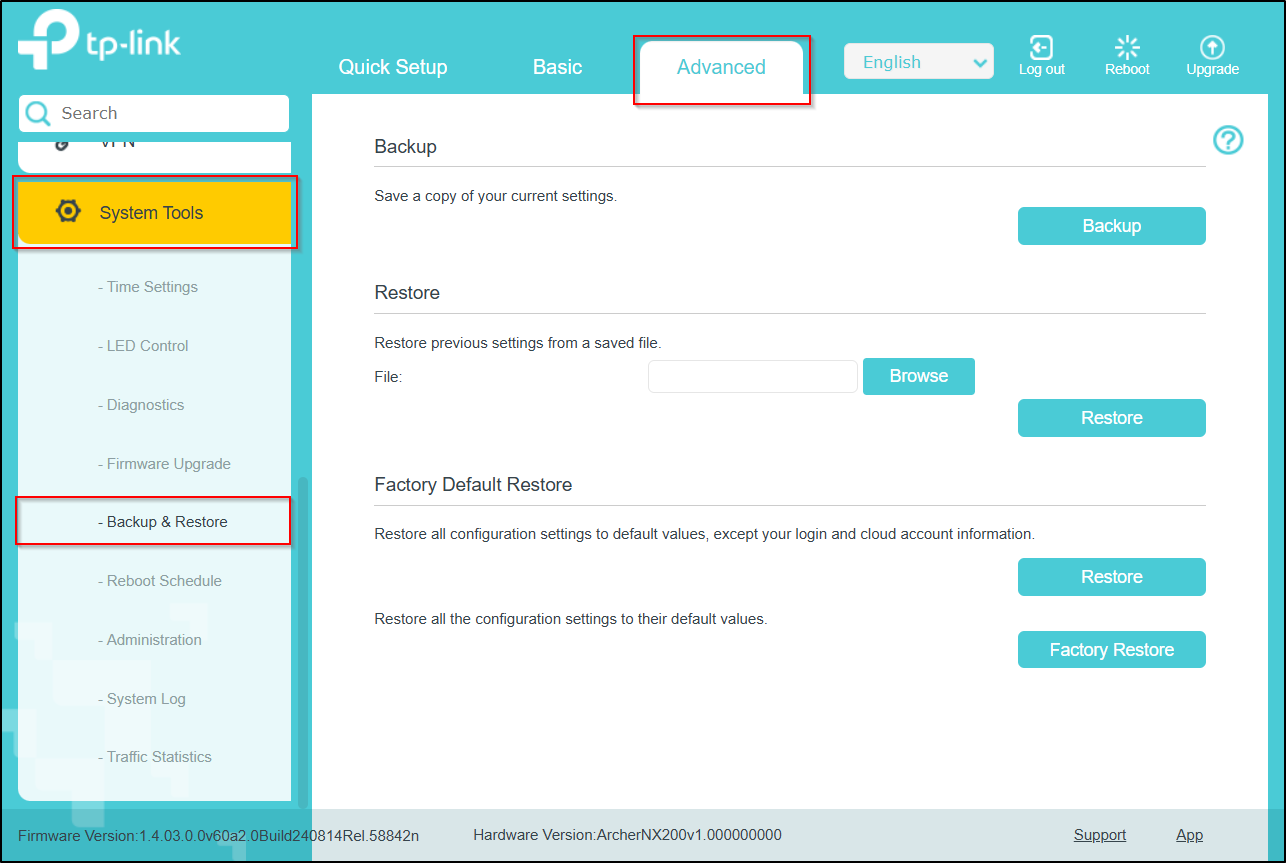 tp-link
Quick Setup
Basic
Advanced
English
Log out
Reboot
Upgrade
Search
VPN
System Tools
- Time Settings
- LED Control
- Diagnostics
- Firmware Upgrade
- Backup & Restore
- Reboot Schedule
- Administration
- System Log
- Traffic Statistics
Backup
Save a copy of your current settings.
Backup
Restore
Restore previous settings from a saved file.
File:
Browse
Restore
Factory Default Restore
Restore all configuration settings to default values, except your login and cloud account information.
Restore
Restore all the configuration settings to their default values.
Factory Restore
Firmware Version:1.4.03.0.0v60a2.0Build240814Rel.58842n
Hardware Version:ArcherNX200v1.000000000
Support
App